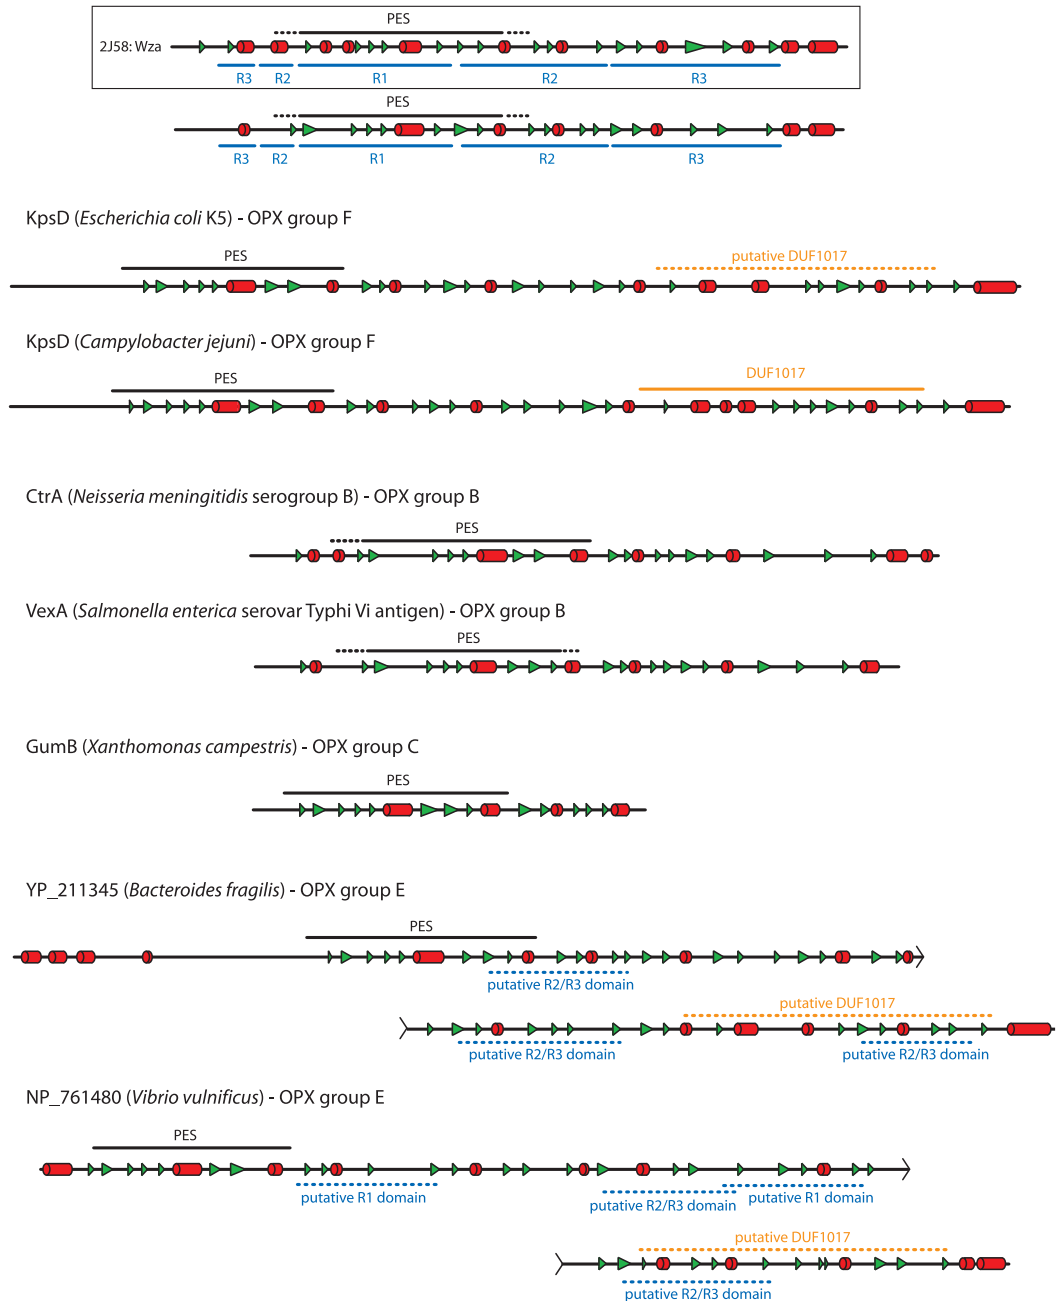 PES
2J58: Wza
R3 R2 R1 R2 R3
PES
R3 R2 R1 R2 R3
KpsD (Escherichia coli K5) - OPX group F
PES putative DUF1017
KpsD (Campylobacter jejuni) - OPX group F
PES DUF1017
CtrA (Neisseria meningitidis serogroup B) - OPX group B
PES
VexA (Salmonella enterica serovar Typhi Vi antigen) - OPX group B
PES
GumB (Xanthomonas campestris) - OPX group C
PES
YP_211345 (Bacteroides fragilis) - OPX group E
PES
putative R2/R3 domain
putative DUF1017
putative R2/R3 domain putative R2/R3 domain
NP_761480 (Vibrio vulnificus) - OPX group E
PES
putative R1 domain putative R2/R3 domain putative R1 domain
putative DUF1017
putative R2/R3 domain